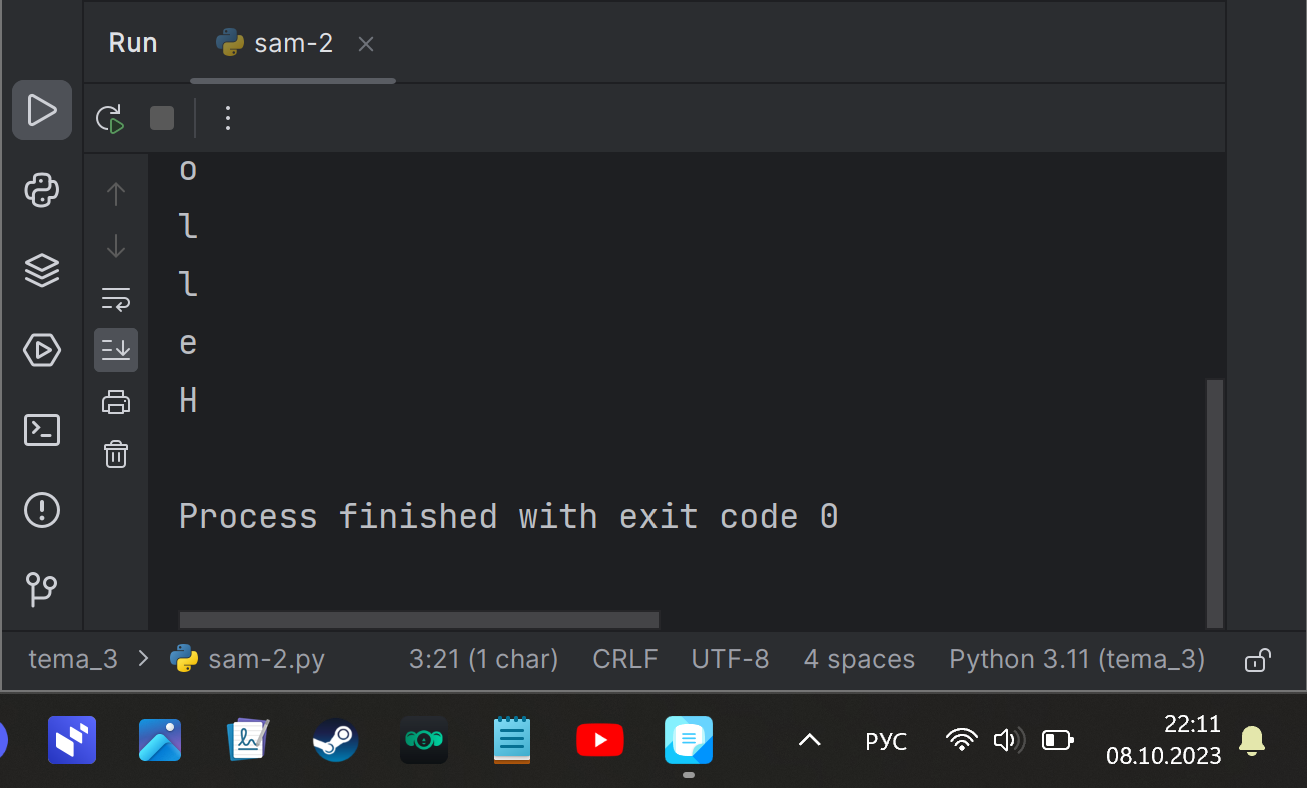 Run sam-2
o
l
l
e
H
Process finished with exit code 0
tema_3 > sam-2.py 3:21 (1 char) CRLF UTF-8 4 spaces Python 3.11 (tema_3)
РУС 22:11
08.10.2023